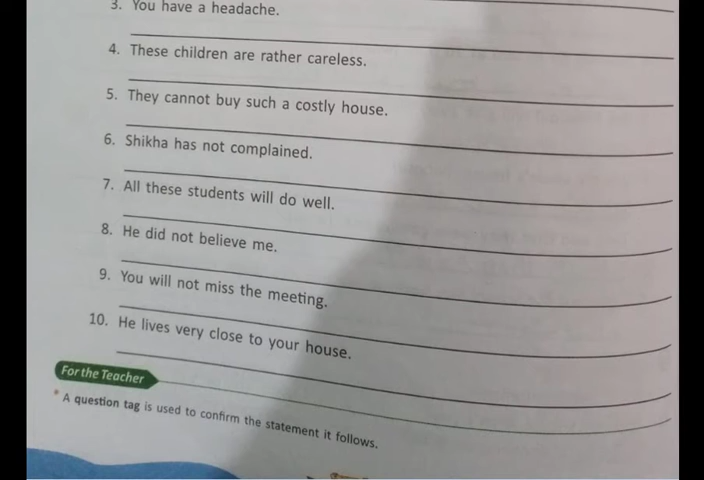 3. You have a headache.
4. These children are rather careless.
5. They cannot buy such a costly house.
6. Shikha has not complained.
7. All these students will do well.
8. He did not believe me.
9. You will not miss the meeting.
10. He lives very close to your house.
For the Teacher
* A question tag is used to confirm the statement it follows.